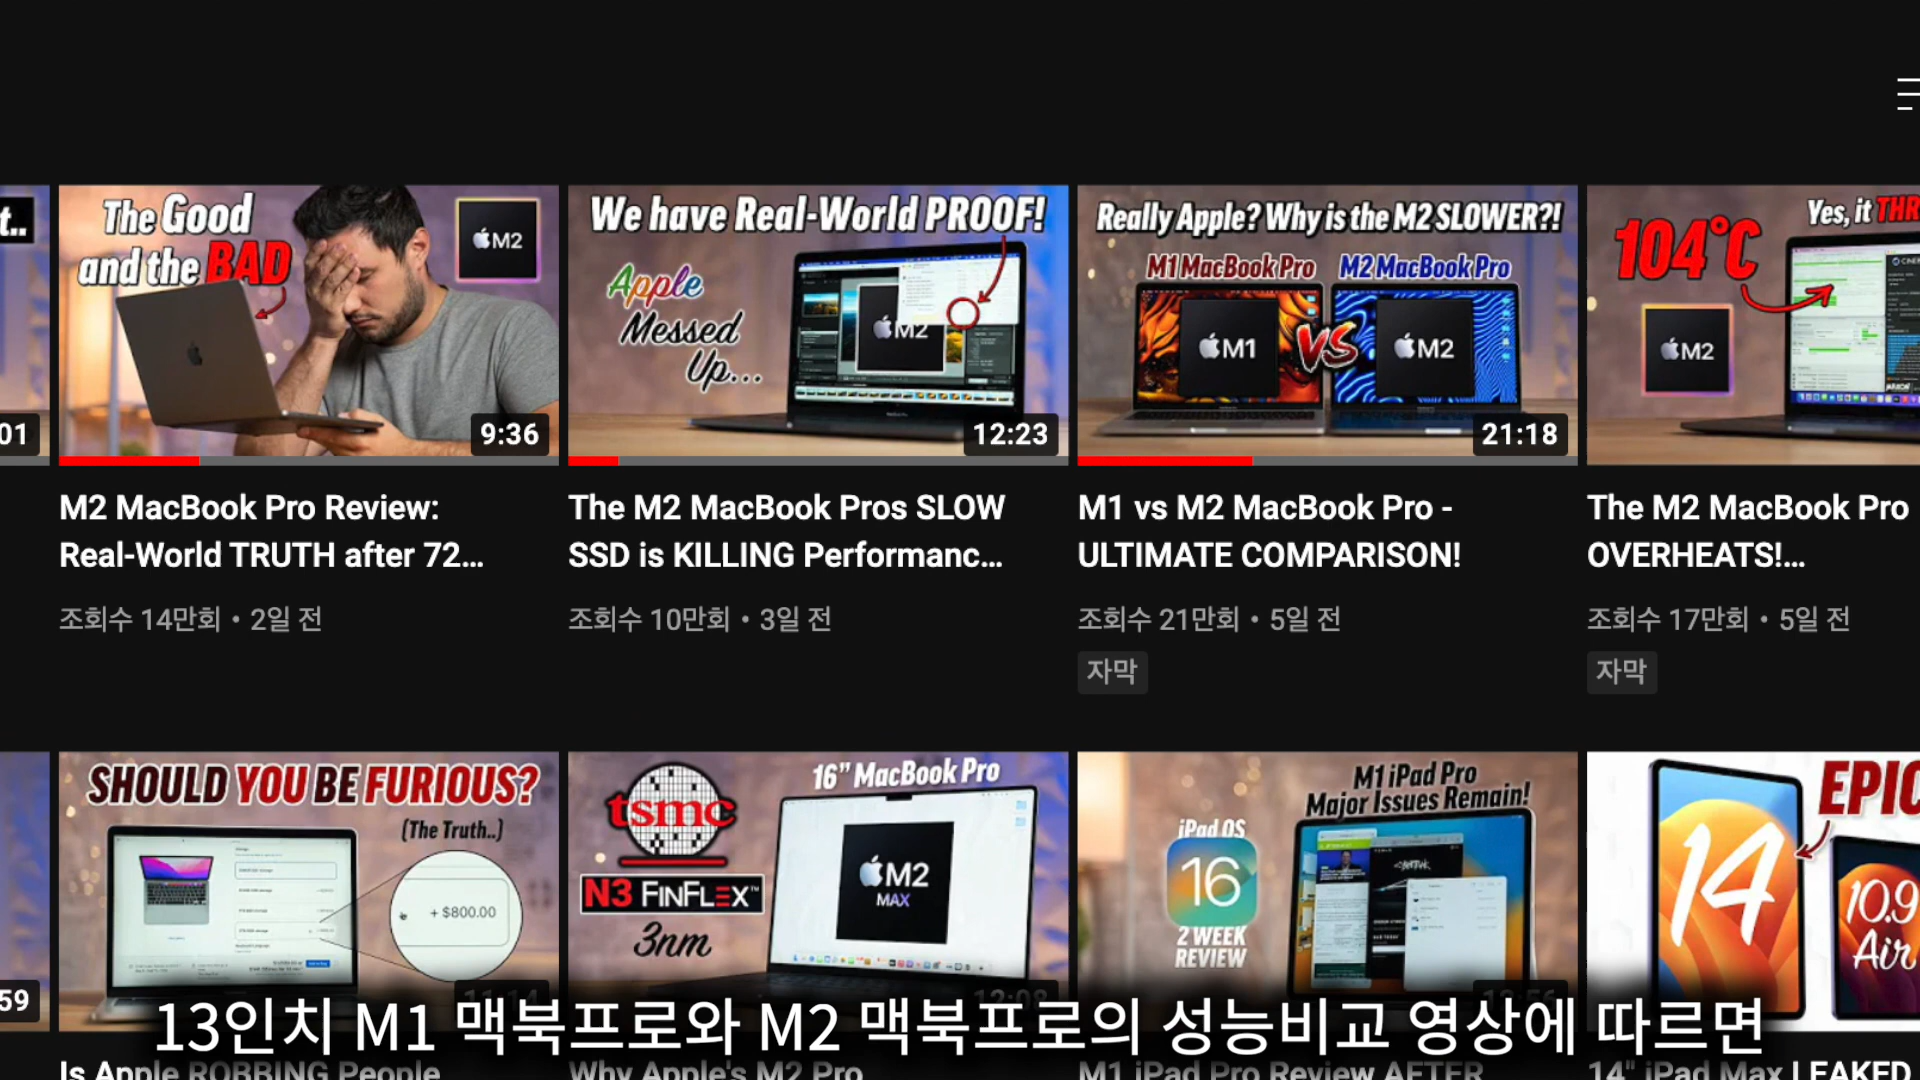 t..
01
The Good
and the BAD
M2
9:36
M2 MacBook Pro Review:
Real-World TRUTH after 72...
조회수 14만회 • 2일 전
We have Real-World PROOF!
Apple
Messed
Up...
M2
12:23
The M2 MacBook Pros SLOW
SSD is KILLING Performanc...
조회수 10만회 • 3일 전
Really Apple? Why is the M2 SLOWER?!
M1 MacBook Pro
M2 MacBook Pro
M1
VS
M2
21:18
M1 vs M2 MacBook Pro -
ULTIMATE COMPARISON!
조회수 21만회 • 5일 전
자막
Yes, it THR
104°C
M2
The M2 MacBook Pro
OVERHEATS!...
조회수 17만회 • 5일 전
자막
59
SHOULD YOU BE FURIOUS?
(The Truth..)
+ $800.00
11:14
Is Apple ROBBING People
tsmc
N3 FINFLEX™
3nm
16” MacBook Pro
M2
MAX
12:08
Why Apple's M2 Pro
M1 iPad Pro
Major Issues Remain!
iPad OS
16
2 WEEK
REVIEW
M1 iPad Pro Review AFTER
14
EPIC
10.9
Air
14" iPad Max LEAKED
13인치 M1 맥북프로와 M2 맥북프로의 성능비교 영상에 따르면